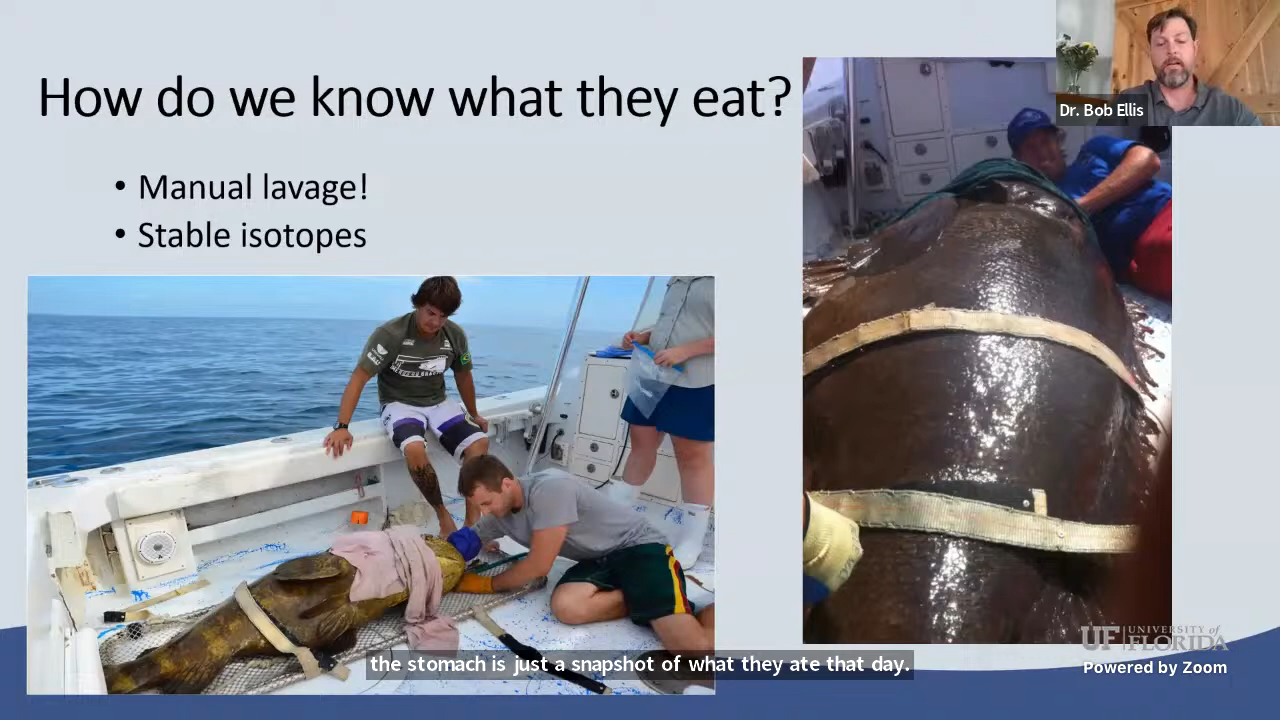 How do we know what they eat?
• Manual lavage!
• Stable isotopes
Dr. Bob Ellis
the stomach is just a snapshot of what they ate that day.
UF UNIVERSITY of
FLORIDA
Powered by Zoom